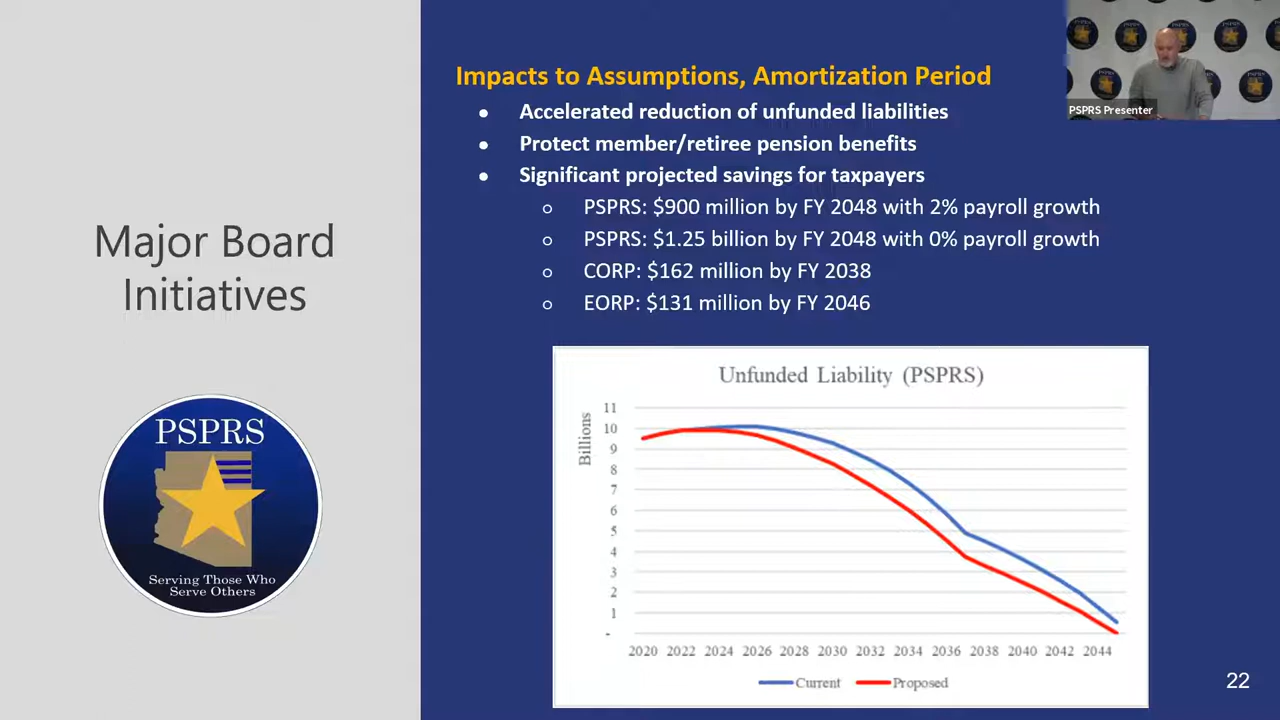 PSPRS Presenter
Impacts to Assumptions, Amortization Period
● Accelerated reduction of unfunded liabilities
● Protect member/retiree pension benefits
● Significant projected savings for taxpayers
○ PSPRS: $900 million by FY 2048 with 2% payroll growth
○ PSPRS: $1.25 billion by FY 2048 with 0% payroll growth
○ CORP: $162 million by FY 2038
○ EORP: $131 million by FY 2046
Major Board
Initiatives
PSPRS
Serving Those Who
Serve Others
Unfunded Liability (PSPRS)
Billions
11
10
9
8
7
6
5
4
3
2
1
-
2020 2022 2024 2026 2028 2030 2032 2034 2036 2038 2040 2042 2044
Current Proposed
22